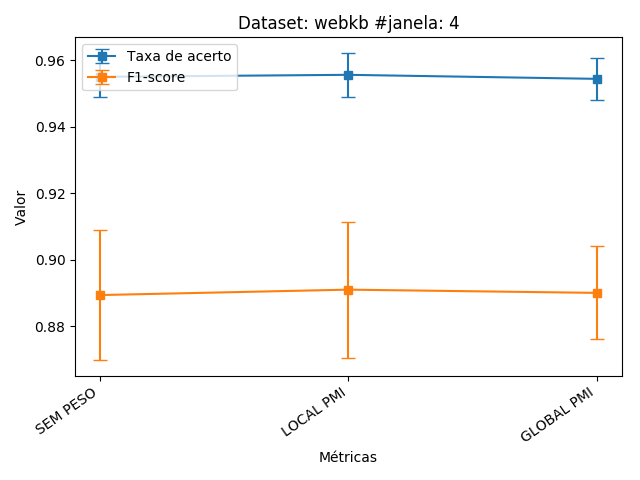 Dataset: webkb #janela: 4
Taxa de acerto
F1-score
0.96
0.94
0.92
0.90
0.88
Valor
SEM PESO
LOCAL PMI
GLOBAL PMI
Métricas